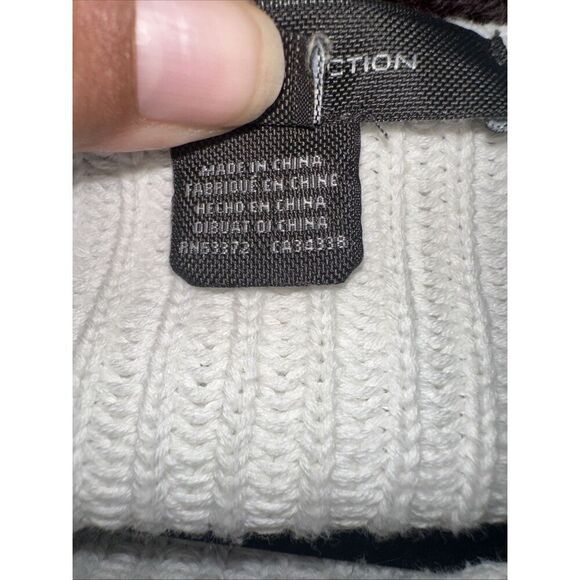 CTION
MADE IN CHINA
FABRIQUÉ EN CHINE
HECHO EN CHINA
DIBUAT DI CHINA
RN53372 CA34338